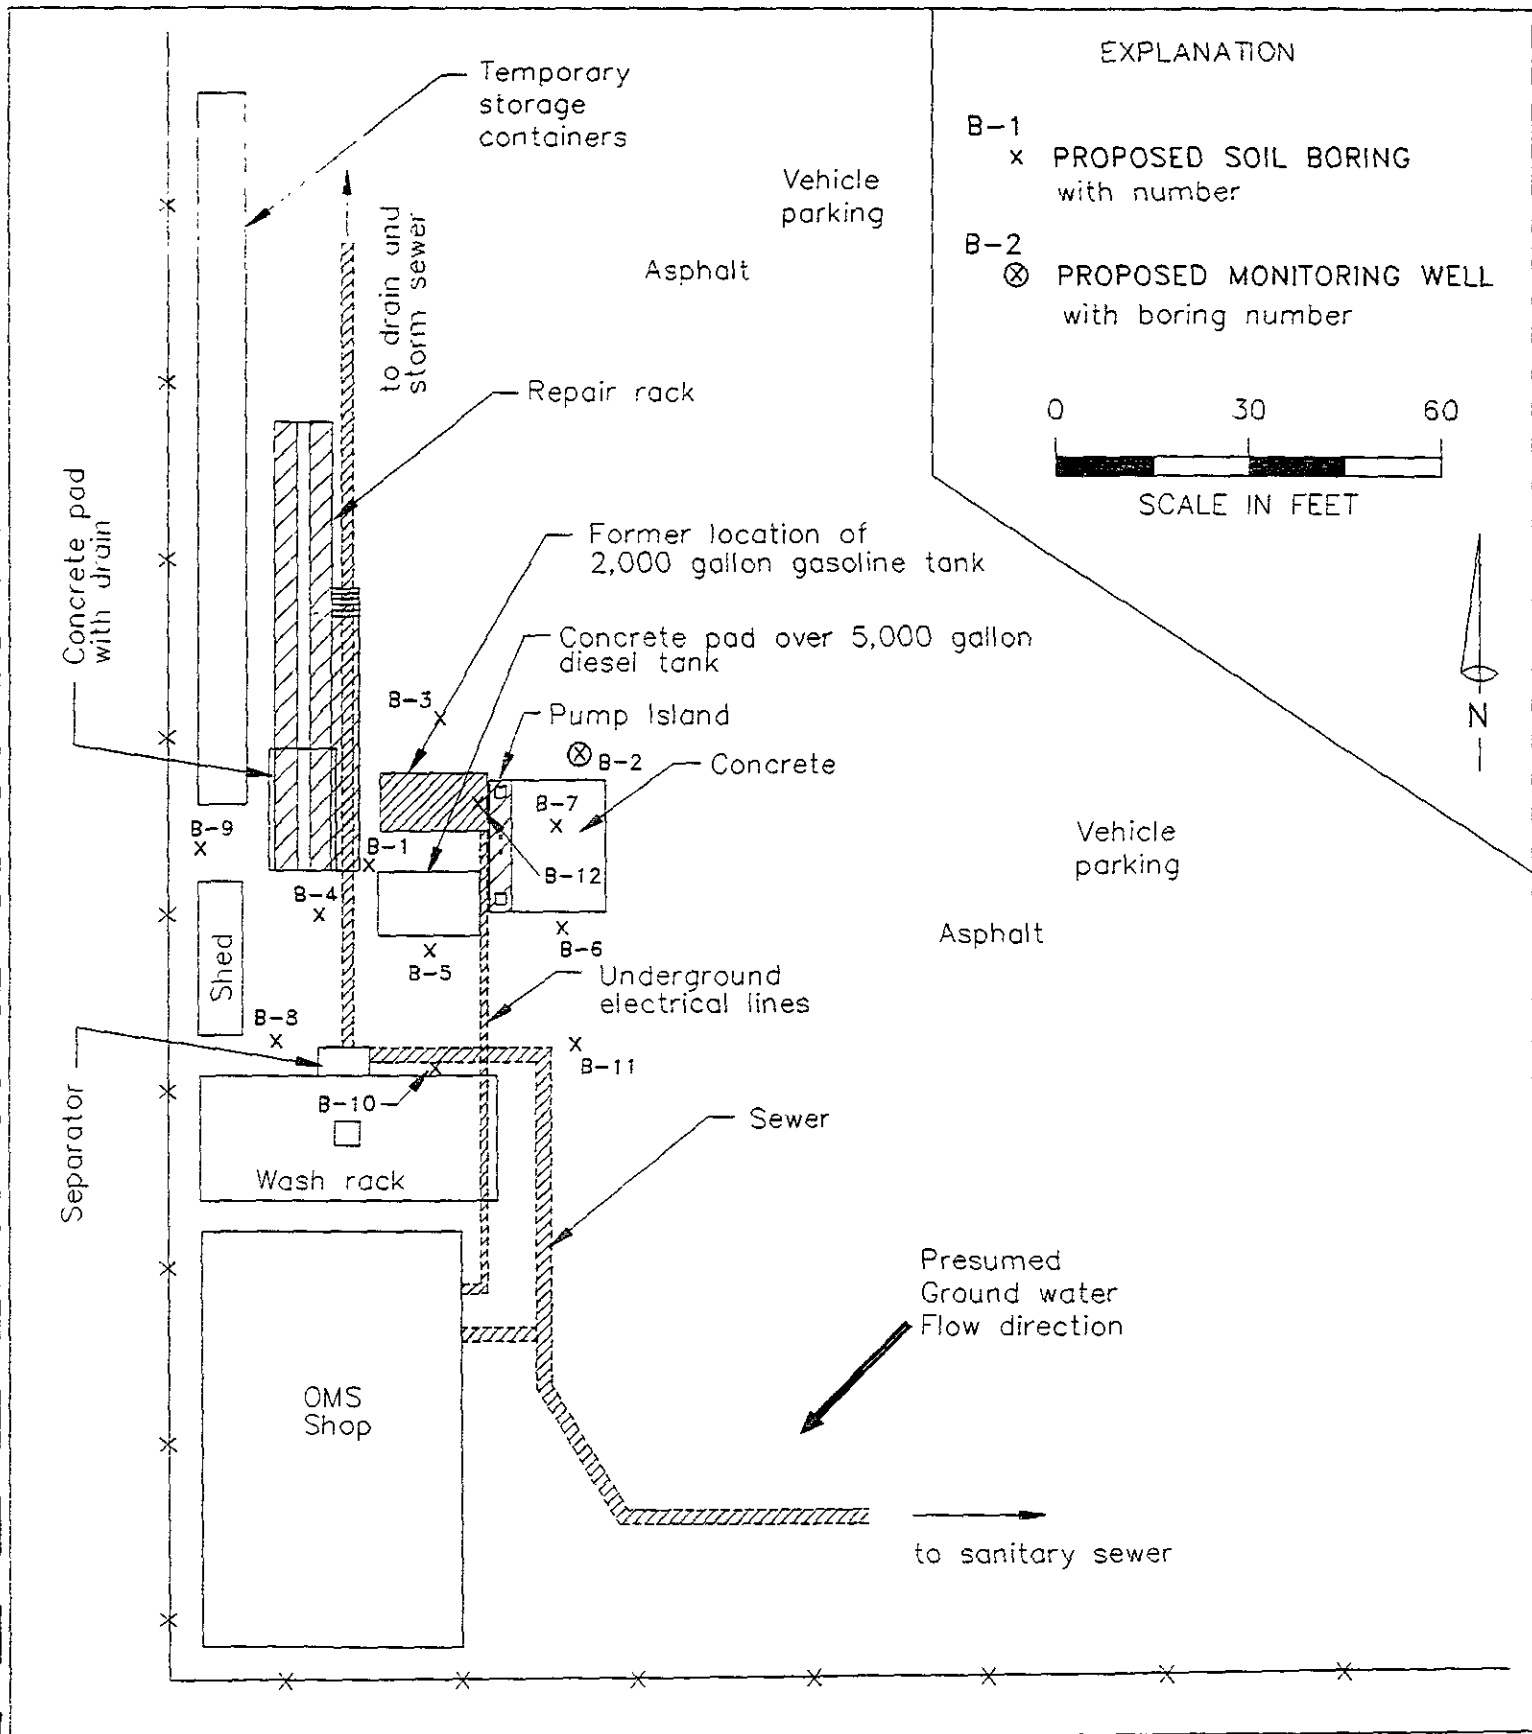 EXPLANATION
B-1
x PROPOSED SOIL BORING
with number
B-2
PROPOSED MONITORING WELL
with boring number
0 30 60
SCALE IN FEET
N
Temporary
storage
containers
Vehicle
parking
Asphalt
to drain and
storm sewer
Repair rack
Concrete pad
with drain
Former location of
2,000 gallon gasoline tank
Concrete pad over 5,000 gallon
diesel tank
B-3
Pump Island
B-2
Concrete
B-7
B-9
B-1
B-12
B-4
Vehicle
parking
Asphalt
B-6
B-5
Shed
Underground
electrical lines
B-8
B-11
Separator
B-10
Sewer
Wash rack
Presumed
Ground water
Flow direction
OMS
Shop
to sanitary sewer